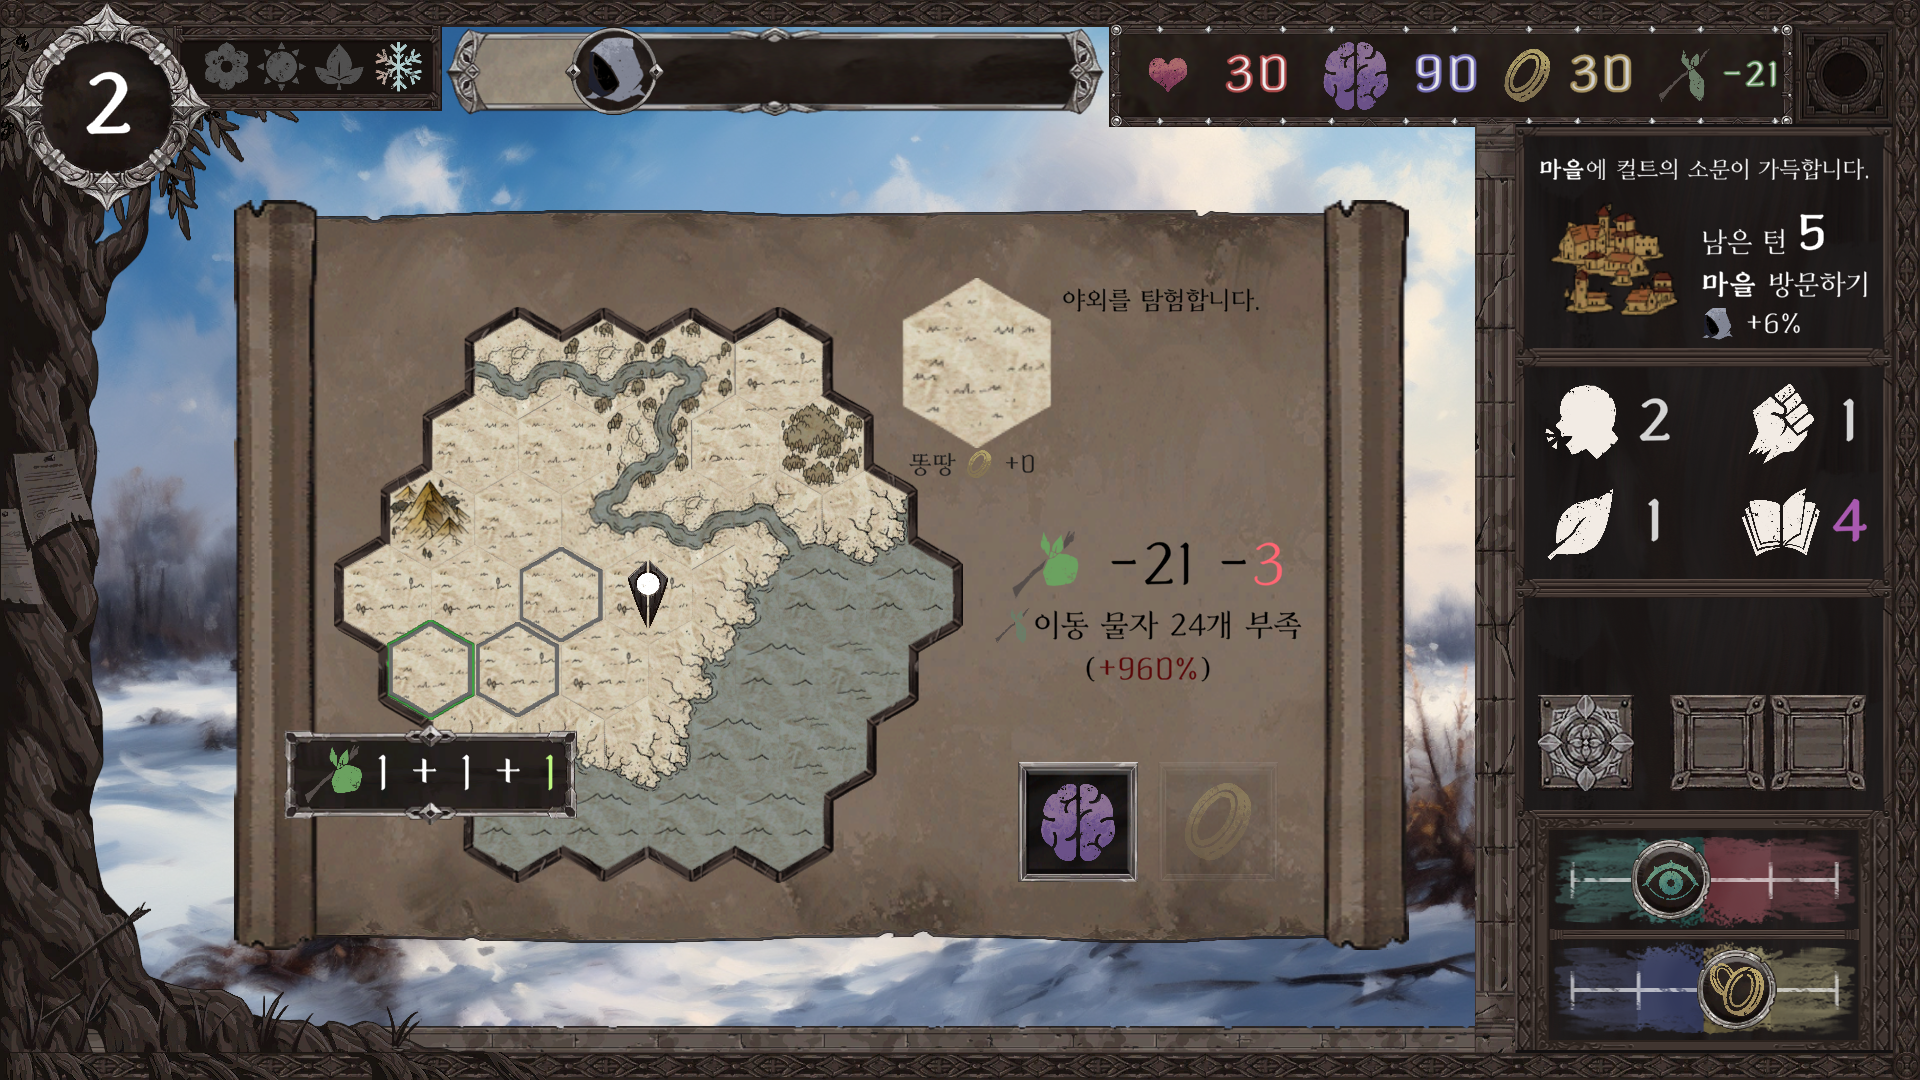 2
30
90
30
-21
마을에 컬트의 소문이 가득합니다.
남은 턴 5
마을 방문하기
+6%
2
1
1
4
야외를 탐험합니다.
똥땅 +0
-21 -3
이동 물자 24개 부족
(+960%)
1 + 1 + 1